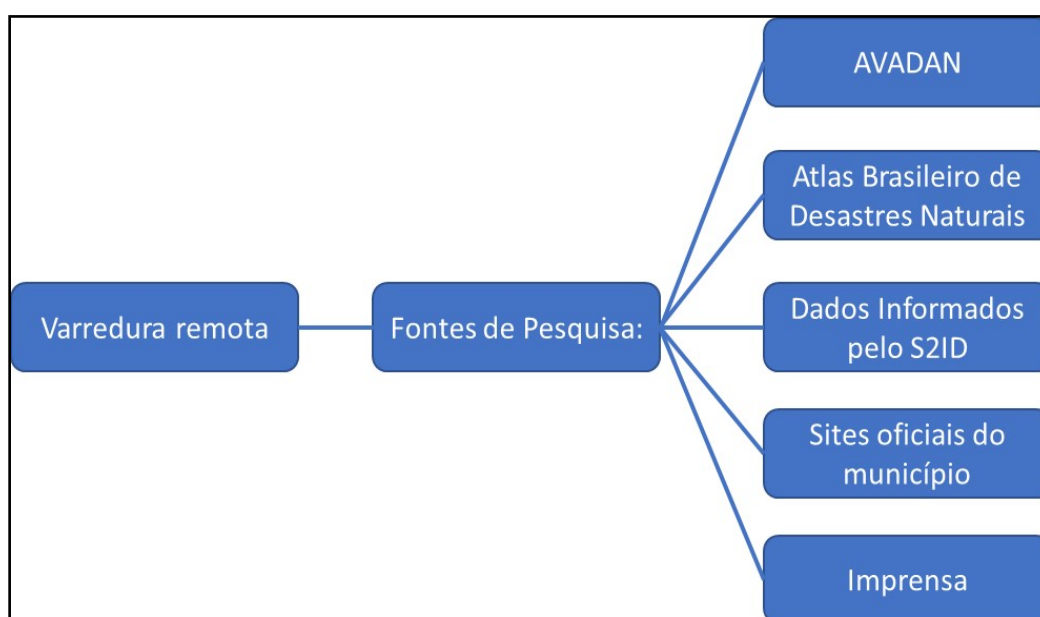 Varredura remota
Fontes de Pesquisa:
AVADAN
Atlas Brasileiro de
Desastres Naturais
Dados Informados
pelo S2ID
Sites oficiais do
município
Imprensa